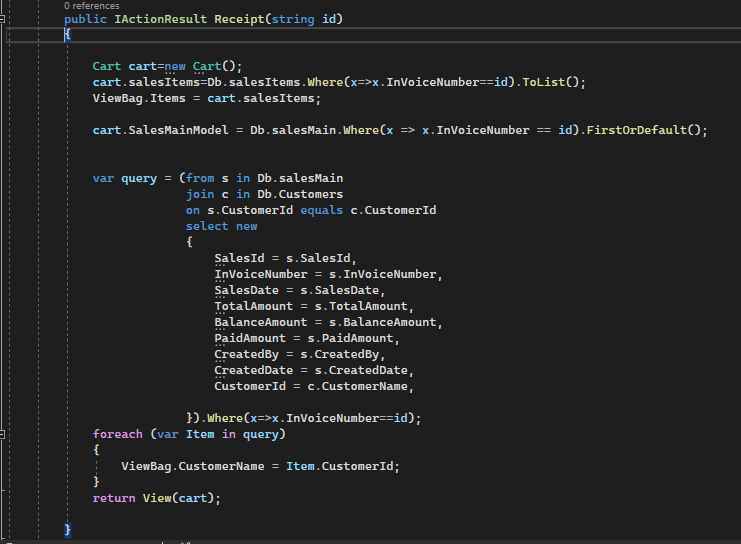 0 references
public IActionResult Receipt(string id)
{
Cart cart=new Cart();
cart.salesItems=Db.salesItems.Where(x=>x.InVoiceNumber==id).ToList();
ViewBag.Items = cart.salesItems;
cart.SalesMainModel = Db.salesMain.Where(x => x.InVoiceNumber == id).FirstOrDefault();
var query = (from s in Db.salesMain
join c in Db.Customers
on s.CustomerId equals c.CustomerId
select new
{
SalesId = s.SalesId,
InVoiceNumber = s.InVoiceNumber,
SalesDate = s.SalesDate,
TotalAmount = s.TotalAmount,
BalanceAmount = s.BalanceAmount,
PaidAmount = s.PaidAmount,
CreatedBy = s.CreatedBy,
CreatedDate = s.CreatedDate,
CustomerId = c.CustomerName,
}).Where(x=>x.InVoiceNumber==id);
foreach (var Item in query)
{
ViewBag.CustomerName = Item.CustomerId;
}
return View(cart);
}